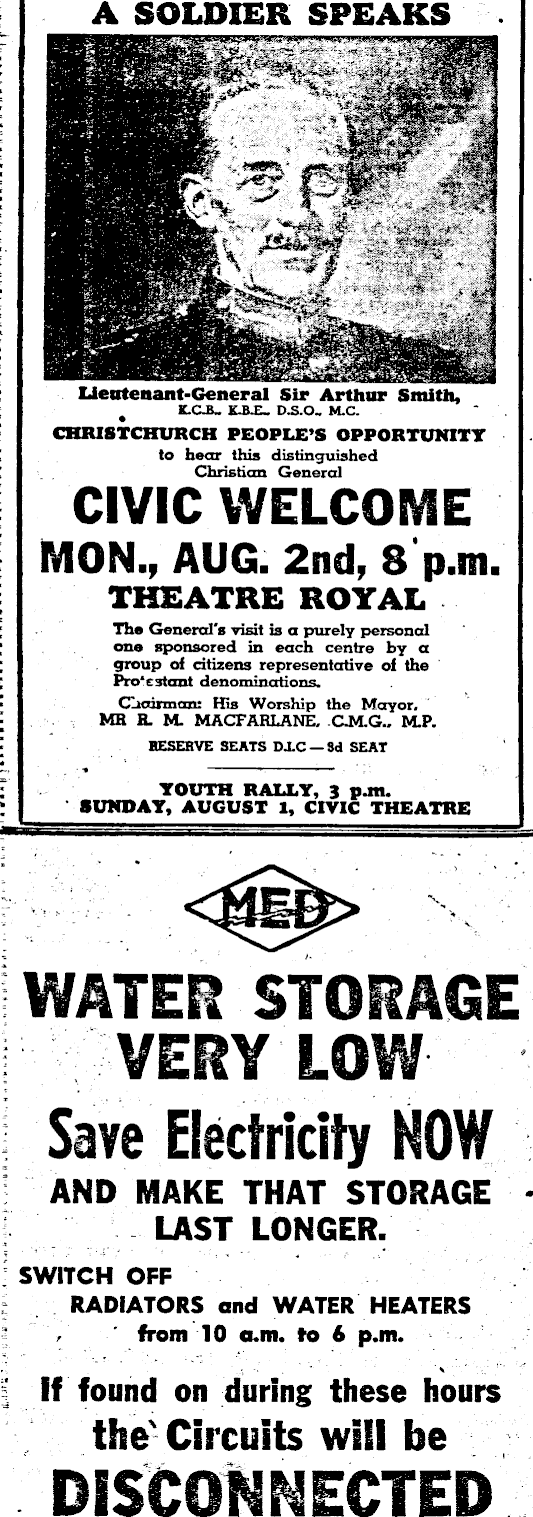 A SOLDIER SPEAKS
Lieutenant-General Sir Arthur Smith,
K.C.B., K.B.E., D.S.O., M.C.
CHRISTCHURCH PEOPLE'S OPPORTUNITY
to hear this distinguished
Christian General
CIVIC WELCOME
MON., AUG. 2nd, 8 p.m.
THEATRE ROYAL
The General's visit is a purely personal
one sponsored in each centre by a
group of citizens representative of the
Protestant denominations.
Chairman: His Worship the Mayor,
MR R. M. MACFARLANE, C.M.G., M.P.
RESERVE SEATS D.I.C — 3d SEAT
YOUTH RALLY, 3 p.m.
SUNDAY, AUGUST 1, CIVIC THEATRE
MED
WATER STORAGE
VERY LOW
Save Electricity NOW
AND MAKE THAT STORAGE
LAST LONGER.
SWITCH OFF
RADIATORS and WATER HEATERS
from 10 a.m. to 6 p.m.
If found on during these hours
the Circuits will be
DISCONNECTED